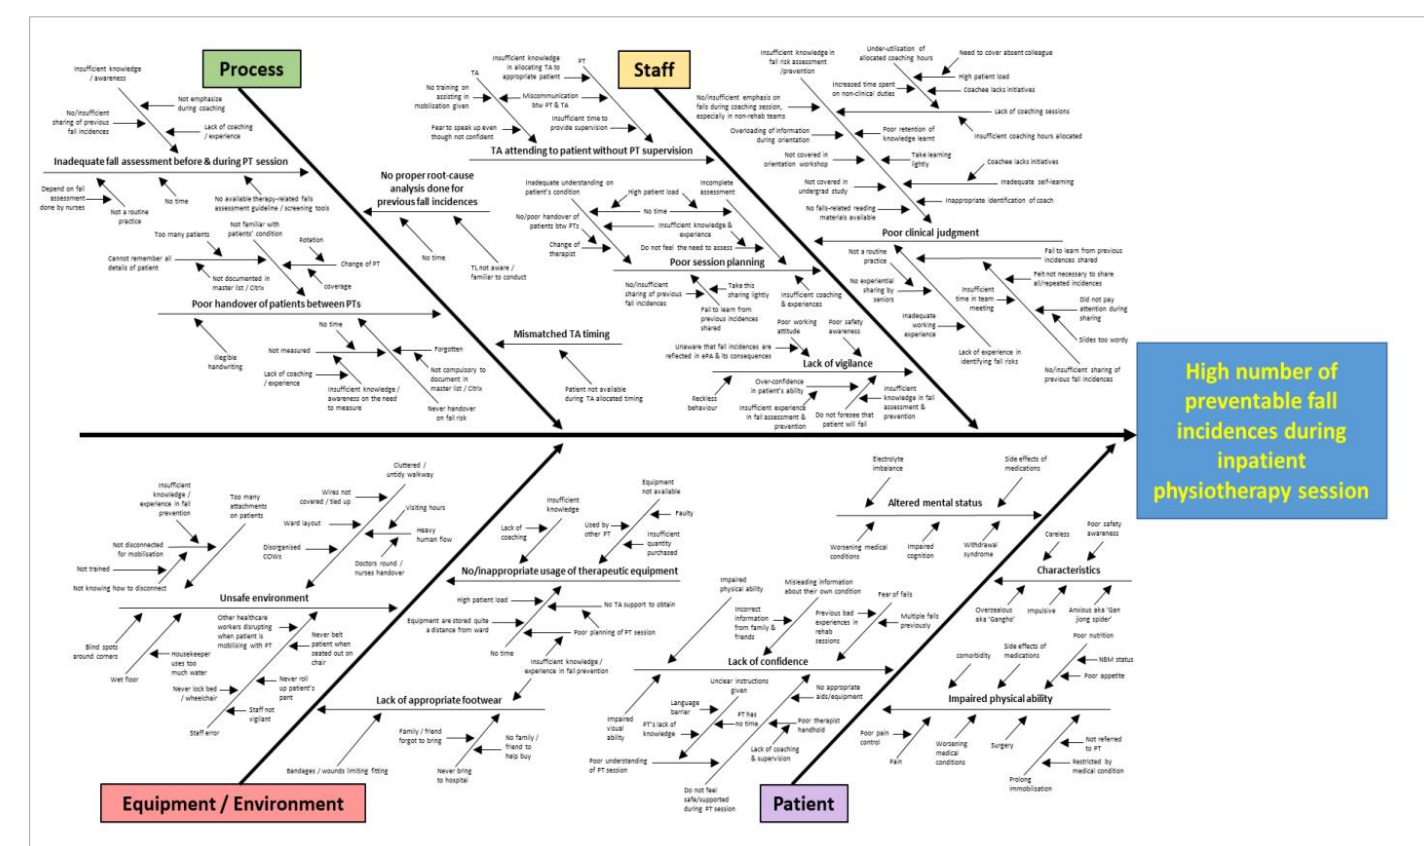 Process
Insufficient knowledge
/ awareness
Not emphasize
during coaching
No/insufficient
sharing of previous
fall incidences
Lack of coaching
/ experience
Inadequate fall assessment before & during PT session
Depend on fall
assessment
done by nurses
Not a routine
practice
No time
No available therapy-related falls
assessment guideline / screening tools
No proper root-cause
analysis done for
previous fall incidences
No time
TL not aware /
familiar to conduct
Too many patients
Not familiar with
patients' condition
Rotation
Cannot remember all
details of patient
Change of PT
Not documented in
master list / Citrix
coverage
Poor handover of patients between PTs
Illegible
handwriting
No time
Not measured
Forgotten
Lack of coaching
/ experience
Insufficient knowledge /
awareness on the need
to measure
Not compulsory to
document in
master list / Citrix
Never handover
on fall risk
Mismatched TA timing
Patient not available
during TA allocated timing
Staff
TA
Insufficient knowledge
in allocating TA to
appropriate patient
PT
No training on
assisting in
mobilisation given
Miscommunication
btw PT & TA
Fear to speak up even
though not confident
Insufficient time to
provide supervision
TA attending to patient without PT supervision
Inadequate understanding on
patient's condition
High patient load
Incomplete
assessment
No/poor handover of
patients btw PTs
No time
Insufficient knowledge &
experience
Change of
therapist
Do not feel the need to assess
Poor session planning
No/insufficient
sharing of previous
fall incidences
Take this
sharing lightly
Fail to learn from
previous incidences
shared
Insufficient coaching
& experiences
Poor working
attitude
Poor safety
awareness
Unaware that fall incidences are
reflected in ePA & its consequences
Lack of vigilance
Reckless
behaviour
Over-confidence
in patient's ability
Insufficient experience
in fall assessment &
prevention
Do not foresee that
patient will fall
Insufficient
knowledge in fall
assessment &
prevention
Insufficient knowledge in
fall risk assessment
/prevention
Under-utilisation of
allocated coaching hours
Need to cover absent colleague
High patient load
Increased time spent
on non-clinical duties
Coachee lacks initiatives
No/insufficient emphasis on
falls during coaching session,
especially in non-rehab teams
Lack of coaching sessions
Overloading of information
during orientation
Poor retention of
knowledge learnt
Insufficient coaching hours allocated
Not covered in
orientation workshop
Take learning
lightly
Coachee lacks initiatives
Not covered in
undergrad study
Inadequate self-learning
No falls-related reading
materials available
Inappropriate identification of coach
Poor clinical judgment
Not a routine
practice
Fail to learn from previous
incidences shared
No experiential
sharing by
seniors
Insufficient
time in team
meeting
Felt not necessary to share
all/repeated incidences
Did not pay
attention during
sharing
Inadequate
working
experience
Slides too wordy
Lack of experience in
identifying fall risks
No/insufficient sharing of
previous fall incidences
High number of
preventable fall
incidences during
inpatient
physiotherapy session
Insufficient
knowledge /
experience in fall
prevention
Too many
attachments
on patients
Not disconnected
for mobilisation
Not trained
Not knowing how to disconnect
Cluttered /
untidy walkway
Wires not
covered / tied up
Visiting hours
Ward layout
Heavy
human flow
Disorganised
COWs
Doctors round /
nurses handover
Unsafe environment
Blind spots
around corners
Wet floor
Housekeeper
uses too
much water
Other healthcare
workers disrupting
when patient is
mobilising with PT
Never belt
patient when
seated out on
chair
Never lock bed
/ wheelchair
Never roll
up patient's
pant
Staff not
vigilant
Staff error
Insufficient
knowledge
Lack of
coaching
Equipment
not available
Used by
other PT
Faulty
Insufficient
quantity
purchased
No/inappropriate usage of therapeutic equipment
High patient load
No TA support to obtain
Equipment are stored quite
a distance from ward
Poor planning of PT session
No time
Insufficient knowledge /
experience in fall prevention
Lack of appropriate footwear
Bandages / wounds limiting fitting
Family / friend
forgot to bring
No family /
friend to
help buy
Never bring
to hospital
Equipment / Environment
Electrolyte
imbalance
Side effects of
medications
Altered mental status
Worsening medical
conditions
Impaired
cognition
Withdrawal
syndrome
Careless
Poor safety
awareness
Characteristics
Overzealous
aka 'Gangho'
Impulsive
Anxious aka 'Gan
jiong spider'
Impaired
physical ability
Misleading information
about their own condition
Fear of falls
Incorrect
information
from family &
friends
Previous bad
experiences in
rehab
sessions
Multiple falls
previously
Lack of confidence
Impaired
visual
ability
Unclear instructions
given
Language
barrier
PT's lack of
knowledge
PT has
no time
Poor understanding
of PT session
No appropriate
aids/equipment
Poor therapist
handhold
Lack of coaching
& supervision
Do not feel
safe/supported
during PT session
comorbidity
Side effects of
medications
Poor nutrition
NBM status
Poor appetite
Impaired physical ability
Poor pain
control
Pain
Worsening
medical
conditions
Surgery
Not referred
to PT
Restricted by
medical condition
Prolong
immobilisation
Patient